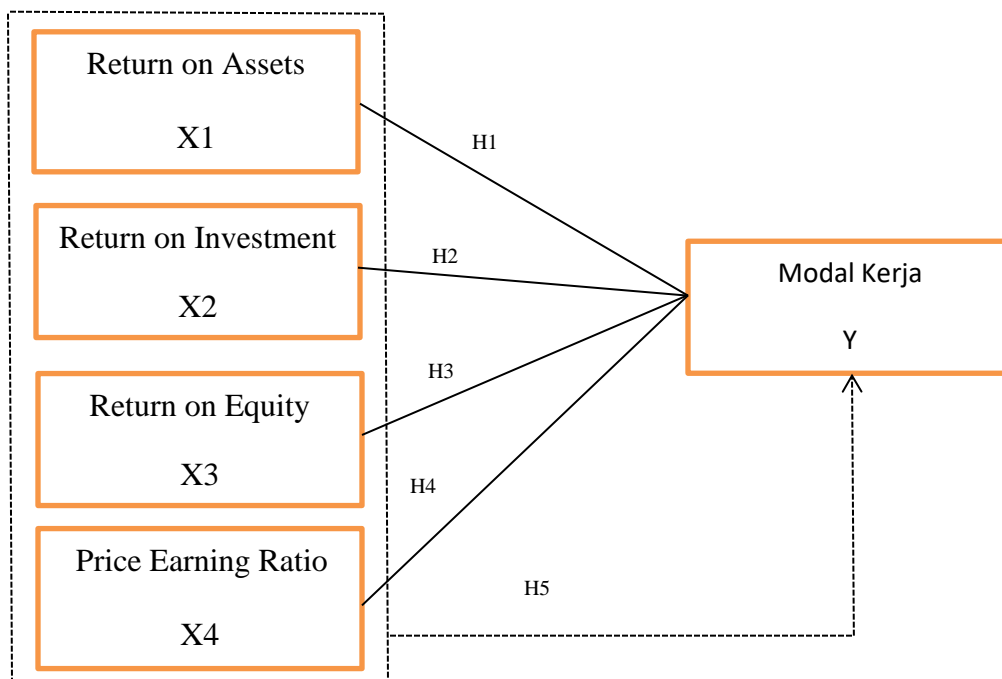 Return on Assets
X1
H1
Return on Investment
X2
H2
Modal Kerja
Y
Return on Equity
X3
H3
H4
Price Earning Ratio
X4
H5